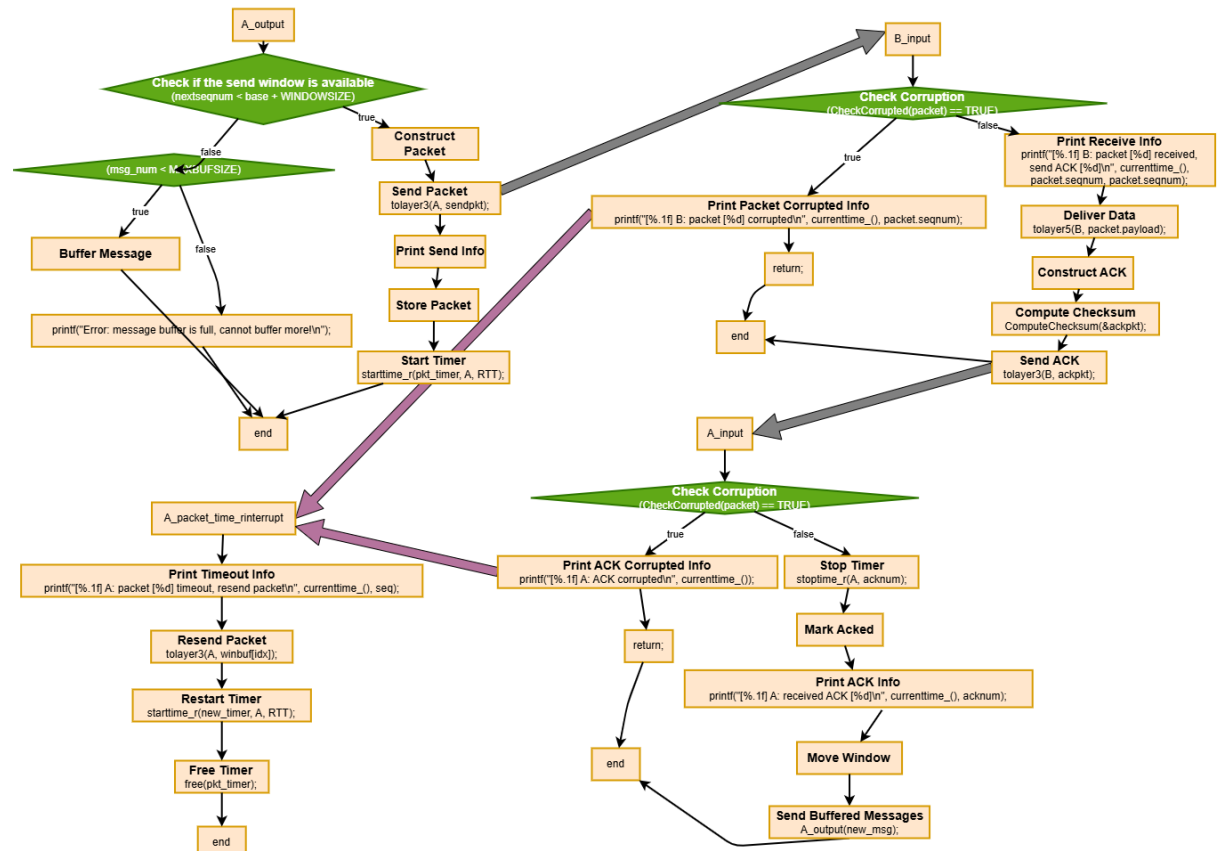 A_output
Check if the send window is available
(nextseqnum < base + WINDOWSIZE)
true
false
Construct
Packet
(msg_num < MAXBUFSIZE)
Send Packet
tolayer3(A, sendpkt);
true
false
Buffer Message
Print Send Info
Store Packet
printf("Error: message buffer is full, cannot buffer more!\n");
Start Timer
starttime_r(pkt_timer, A, RTT);
end
B_input
Check Corruption
(CheckCorrupted(packet) == TRUE)
true
false
Print Receive Info
printf("[%.1f] B: packet [%d] received,
send ACK [%d]\n", currenttime_(),
packet.seqnum, packet.seqnum);
Print Packet Corrupted Info
printf("[%.1f] B: packet [%d] corrupted\n", currenttime_(), packet.seqnum);
Deliver Data
tolayer5(B, packet.payload);
return;
Construct ACK
Compute Checksum
ComputeChecksum(&ackpkt);
end
Send ACK
tolayer3(B, ackpkt);
A_input
Check Corruption
(CheckCorrupted(packet) == TRUE)
true
false
Print ACK Corrupted Info
printf("[%.1f] A: ACK corrupted\n", currenttime_());
Stop Timer
stoptime_r(A, acknum);
return;
Mark Acked
Print ACK Info
printf("[%.1f] A: received ACK [%d]\n", currenttime_(), acknum);
end
Move Window
Send Buffered Messages
A_output(new_msg);
A_packet_time_rinterrupt
Print Timeout Info
printf("[%.1f] A: packet [%d] timeout, resend packet\n", currenttime_(), seq);
Resend Packet
tolayer3(A, winbuf[idx]);
Restart Timer
starttime_r(new_timer, A, RTT);
Free Timer
free(pkt_timer);
end